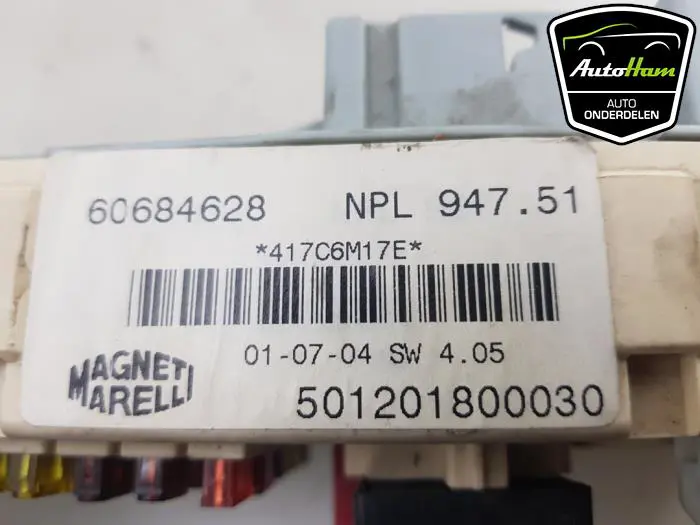 AutoHam
AUTO
ONDERDELEN
60684628 NPL 947.51
*417C6M17E*
01-07-04 SW 4.05
MAGNETI
MARELLI
501201800030